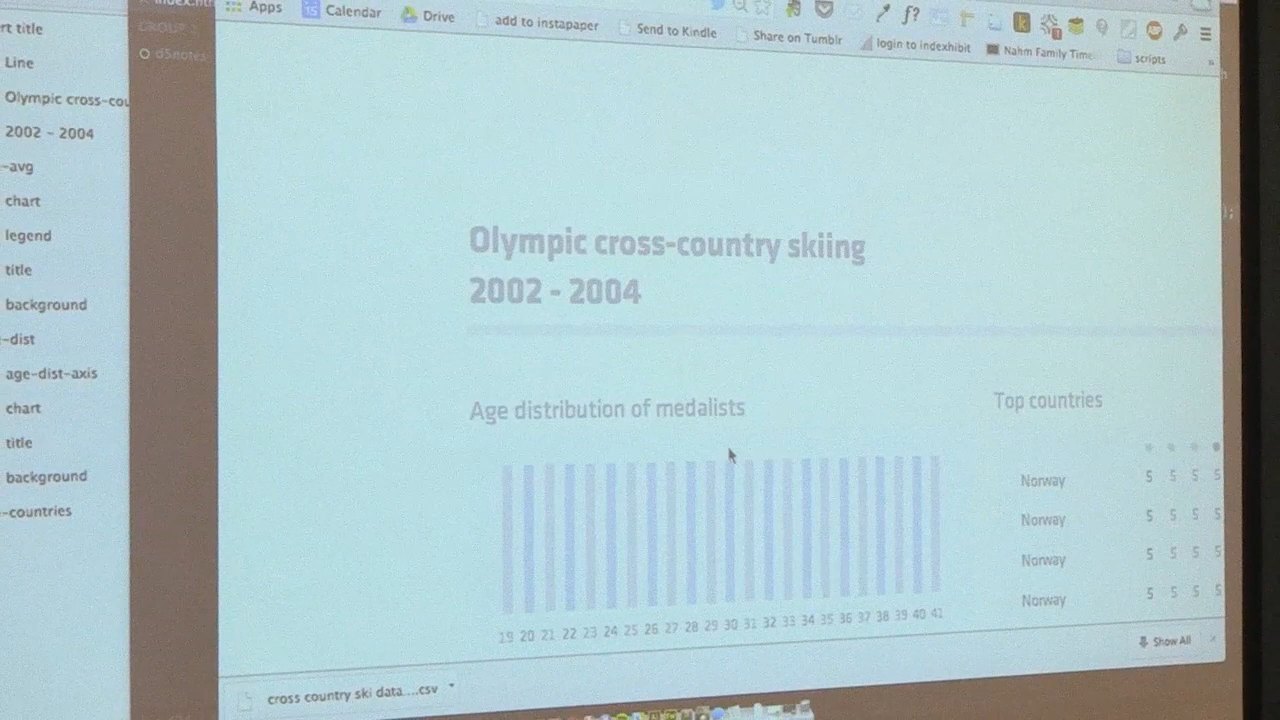 rt title
Line
Olympic cross-cou
2002 - 2004
-avg
chart
legend
title
background
-dist
age-dist-axis
chart
title
background
-countries
GROUP
d5notes
Apps
Calendar
Drive
add to instapaper
Send to Kindle
Share on Tumblr
login to indexhibit
Nahm Family Time
scripts
»
f?
Olympic cross-country skiing
2002 - 2004
Age distribution of medalists
19 20 21 22 23 24 25 26 27 28 29 30 31 32 33 34 35 36 37 38 39 40 41
Top countries
Norway 5 5 5 5
Norway 5 5 5 5
Norway 5 5 5 5
Norway 5 5 5 5
Show All
cross country ski data....csv
);